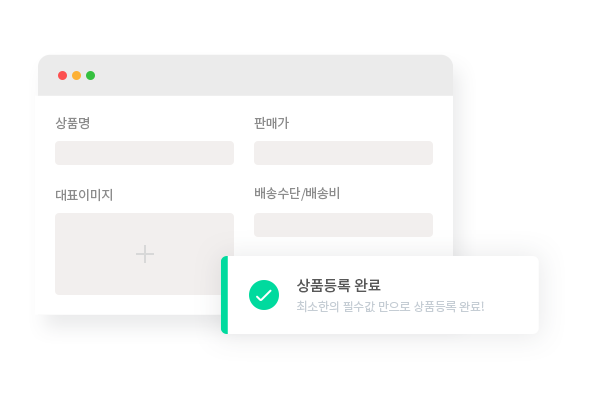 상품명
판매가
대표이미지
배송수단/배송비
상품등록 완료
최소한의 필수값 만으로 상품등록 완료!